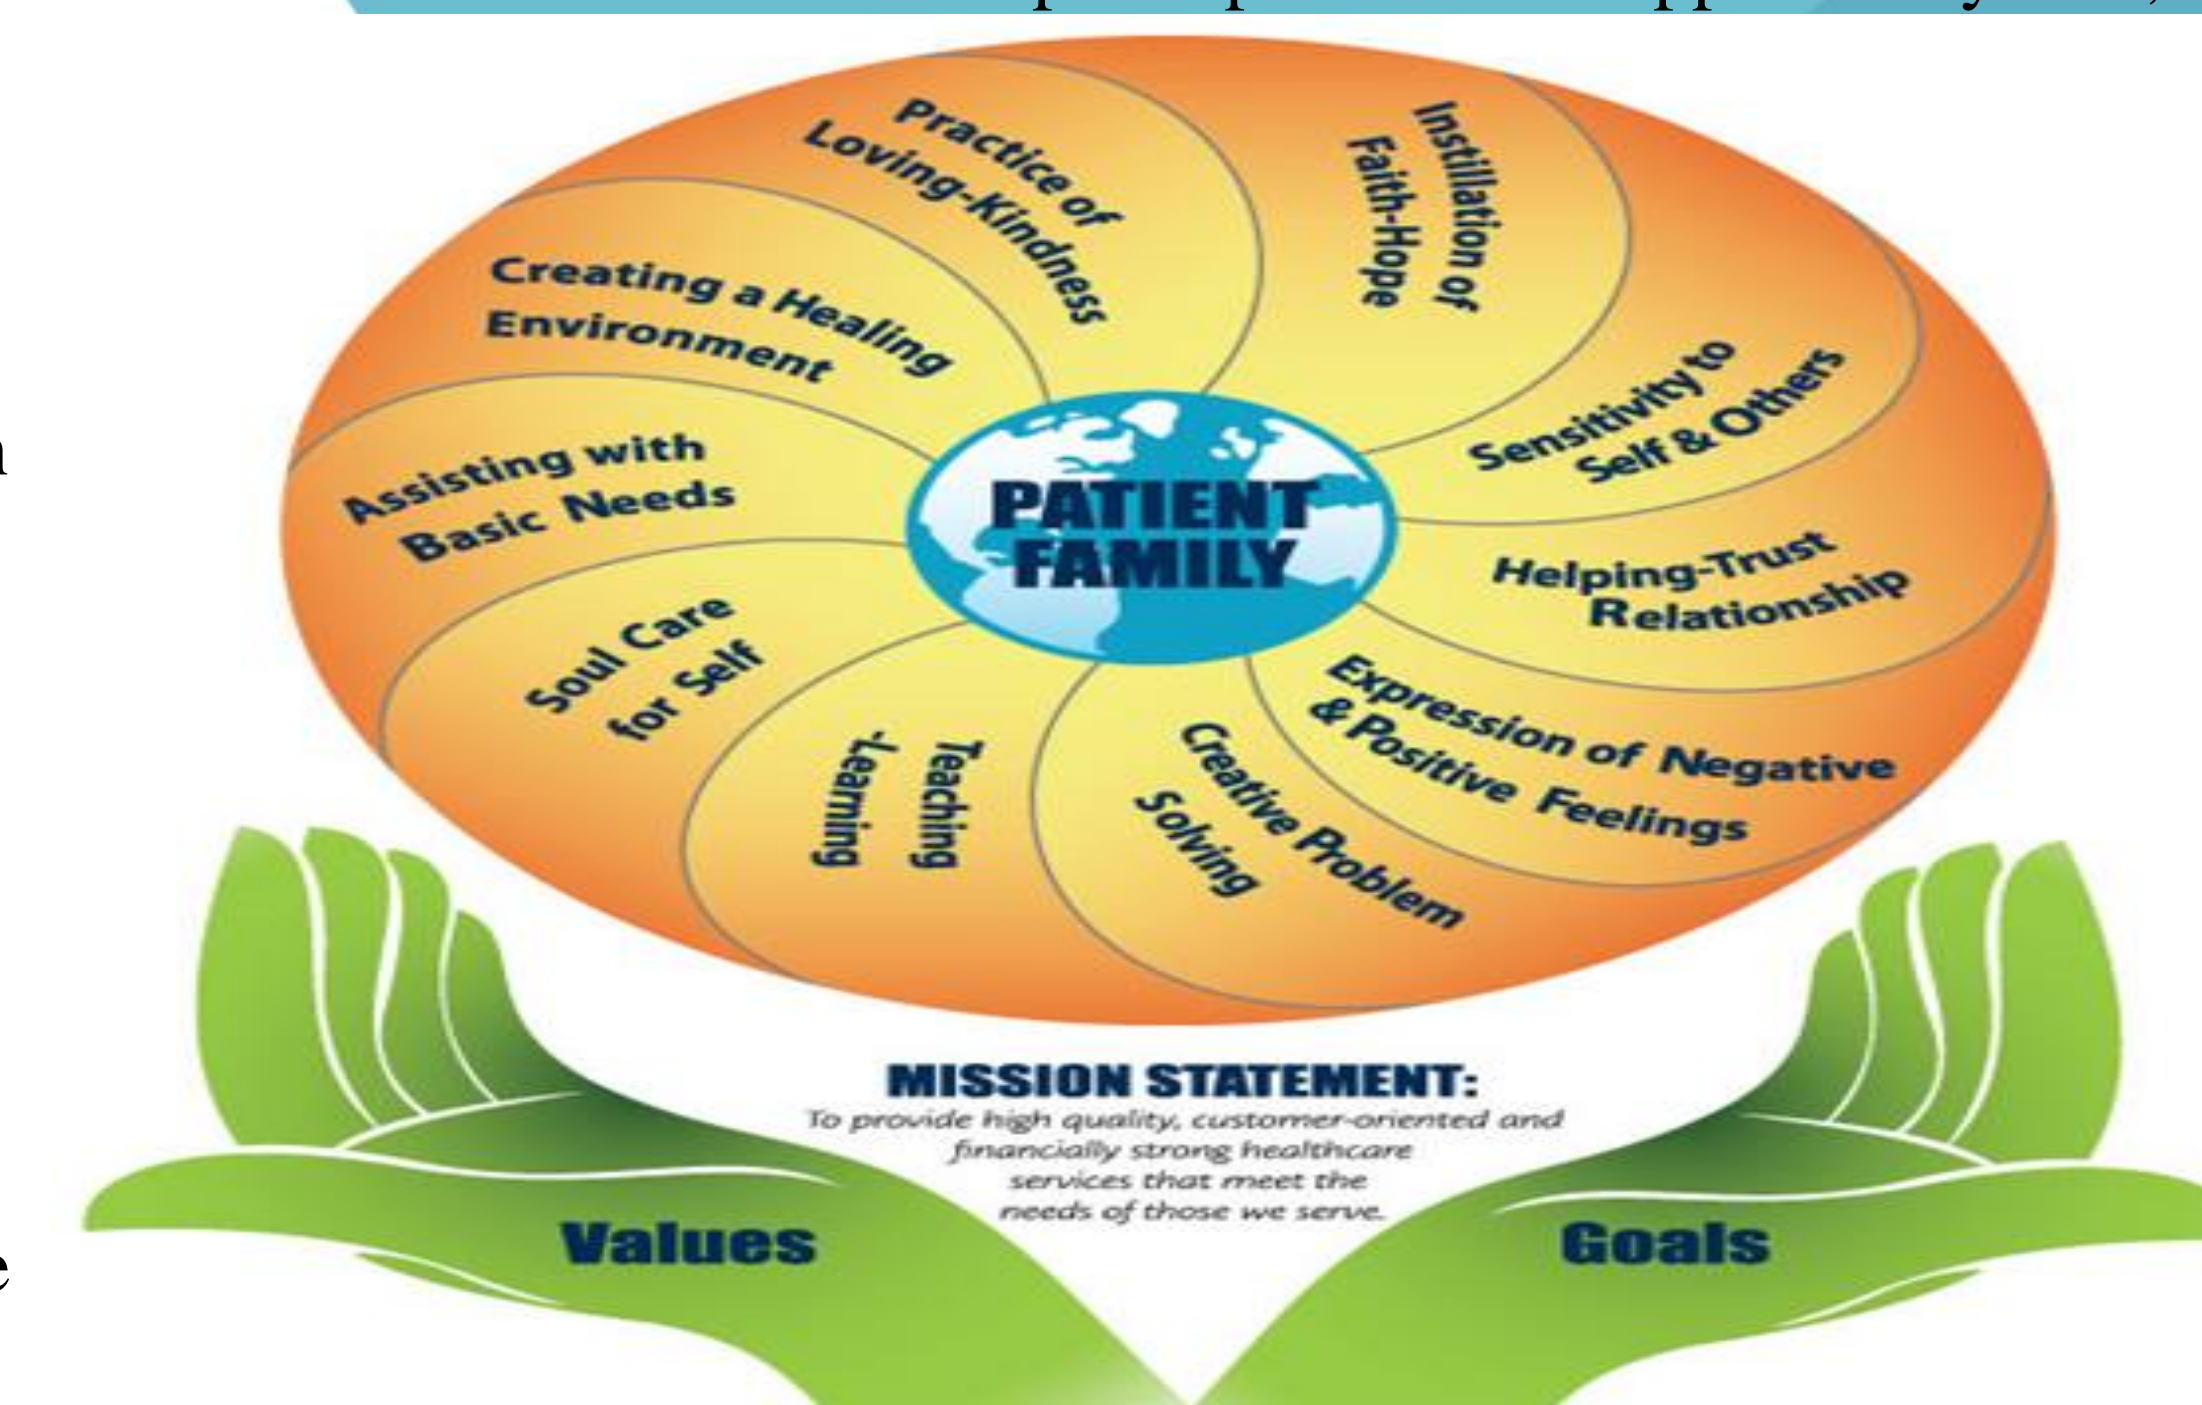 Practice of
Loving-Kindness
Instillation of
Faith-Hope
Sensitivity to
Self & Others
Helping-Trust
Relationship
Expression of Negative
& Positive Feelings
Creative Problem
Solving
Teaching
-Learning
Soul Care
for Self
Assisting with
Basic Needs
Creating a Healing
Environment
PATIENT
FAMILY
MISSION STATEMENT:
To provide high quality, customer-oriented and
financially strong healthcare
services that meet the
needs of those we serve.
Values
Goals